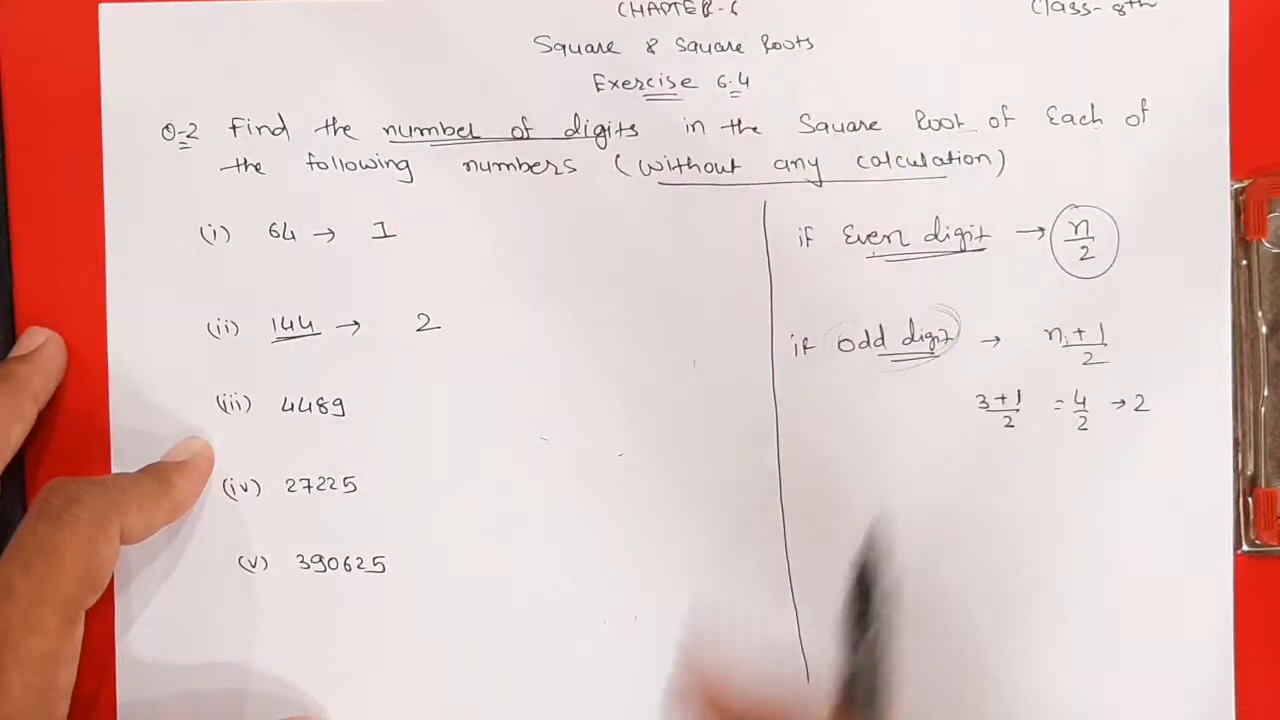 CHAPTER-6
Class-8th
Square & Square Roots
Exercise 6.4
Q-2 Find the number of digits in the Square Root of Each of
the following numbers (without any calculation)
(i) 64 → 1
(ii) 144 → 2
(iii) 4489
(iv) 27225
(v) 390625
if Even digit → n/2
if odd digit → n+1/2
3+1/2 = 4/2 → 2